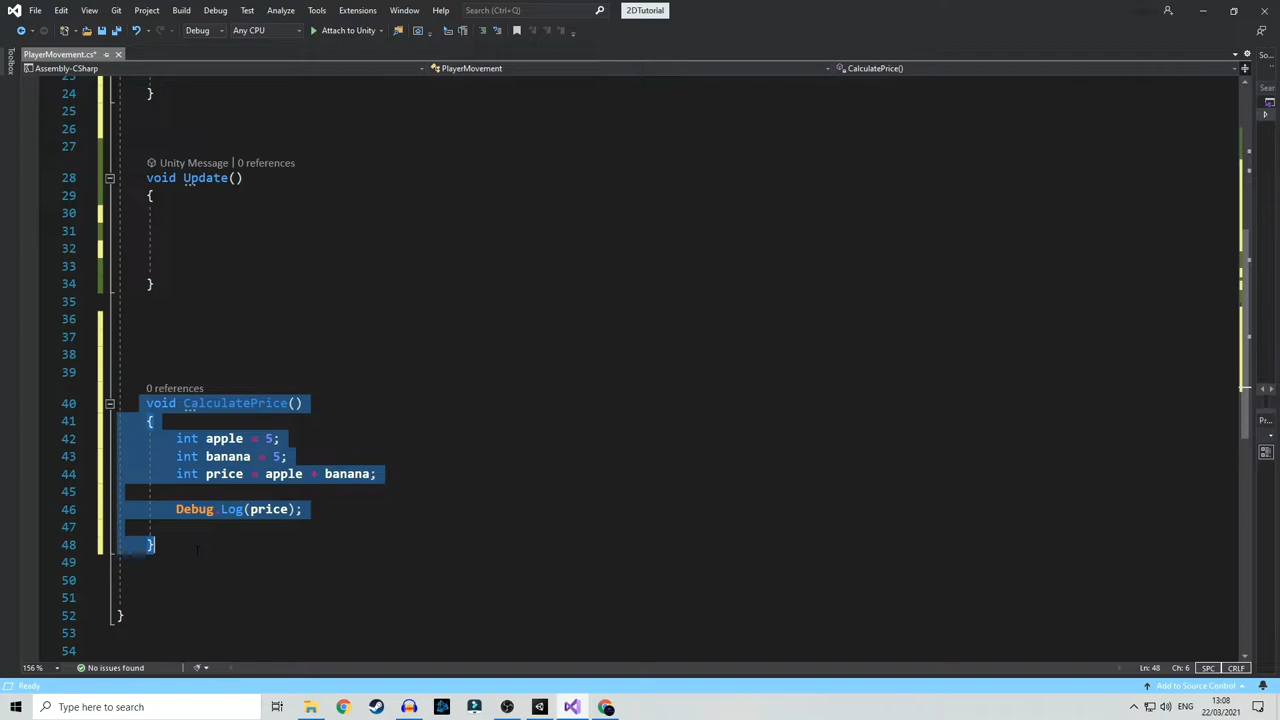 File Edit View Git Project Build Debug Test Analyze Tools Extensions Window Help Search (Ctrl+Q) 2DTutorial
Debug Any CPU Attach to Unity
PlayerMovement.cs*
Assembly-CSharp PlayerMovement CalculatePrice()
Toolbox
So...
Sear
Pr...
23
24 }
25
26
27
Unity Message | 0 references
28 void Update()
29 {
30
31
32
33
34 }
35
36
37
38
39
0 references
40 void CalculatePrice()
41 {
42 int apple = 5;
43 int banana = 5;
44 int price = apple + banana;
45
46 Debug.Log(price);
47
48 }
49
50
51
52 }
53
54
156 % No issues found Ln: 48 Ch: 6 SPC CRLF
Ready Add to Source Control
Type here to search ENG 13:08
22/03/2021